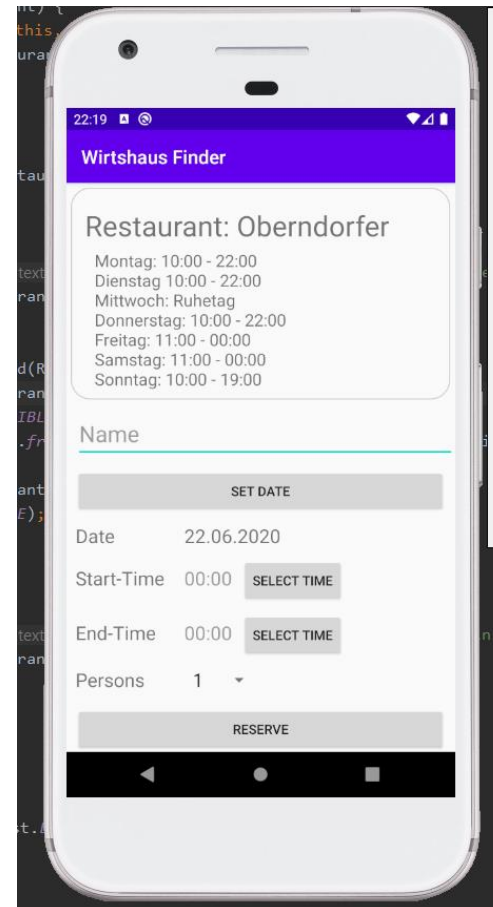 this,
22:19
Wirtshaus Finder
Restaurant: Oberndorfer
Montag: 10:00 - 22:00
Dienstag 10:00 - 22:00
Mittwoch: Ruhetag
Donnerstag: 10:00 - 22:00
Freitag: 11:00 - 00:00
Samstag: 11:00 - 00:00
Sonntag: 10:00 - 19:00
Name
SET DATE
Date 22.06.2020
Start-Time 00:00 SELECT TIME
End-Time 00:00 SELECT TIME
Persons 1
RESERVE